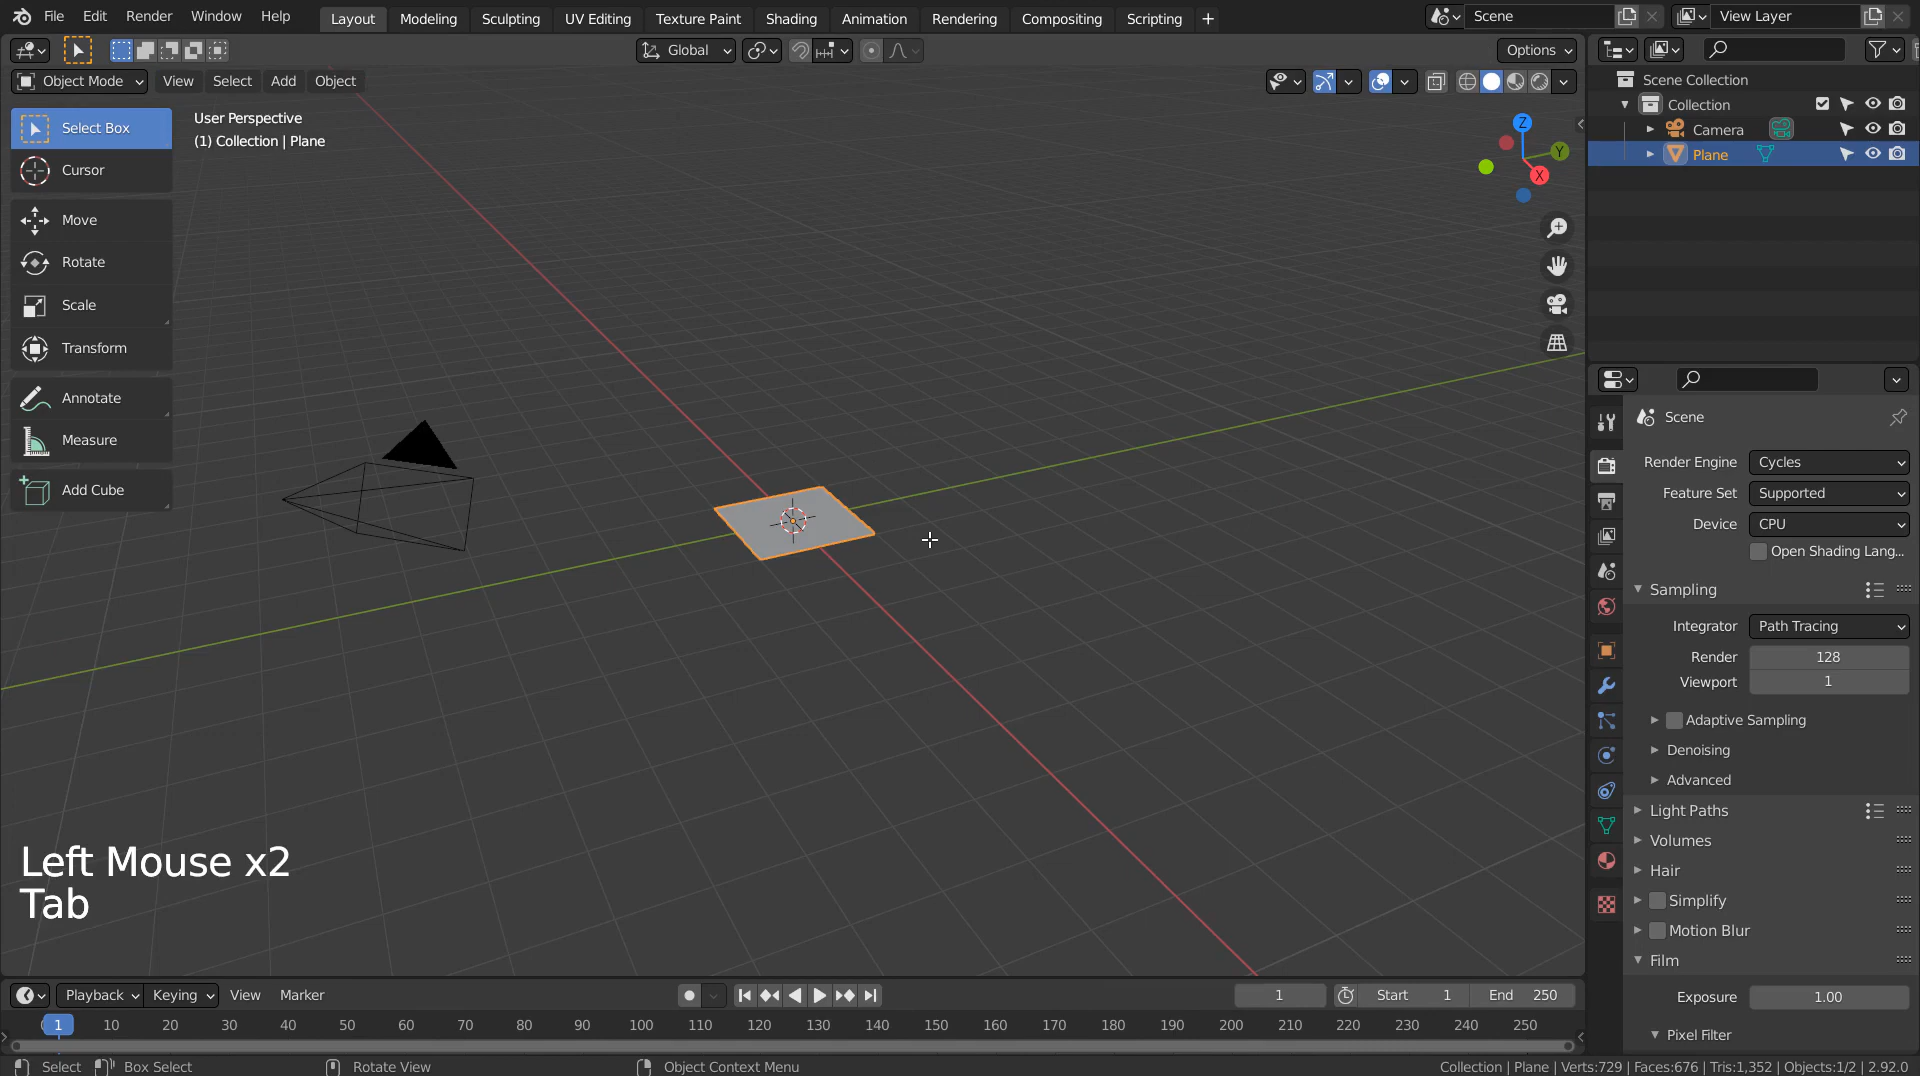 File Edit Render Window Help Layout Modeling Sculpting UV Editing Texture Paint Shading Animation Rendering Compositing Scripting + Scene View Layer
Global Options
Object Mode View Select Add Object
Scene Collection
Collection
Camera
Plane
Select Box
Cursor
Move
Rotate
Scale
Transform
Annotate
Measure
Add Cube
User Perspective
(1) Collection | Plane
Z
Y
X
Scene
Render Engine Cycles
Feature Set Supported
Device CPU
Open Shading Lang...
Sampling
Integrator Path Tracing
Render 128
Viewport 1
Adaptive Sampling
Denoising
Advanced
Light Paths
Volumes
Hair
Simplify
Motion Blur
Film
Exposure 1.00
Pixel Filter
Left Mouse x2
Tab
Playback Keying View Marker 1 Start 1 End 250
1 10 20 30 40 50 60 70 80 90 100 110 120 130 140 150 160 170 180 190 200 210 220 230 240 250
Select Box Select Rotate View Object Context Menu Collection | Plane | Verts:729 | Faces:676 | Tris:1,352 | Objects:1/2 | 2.92.0